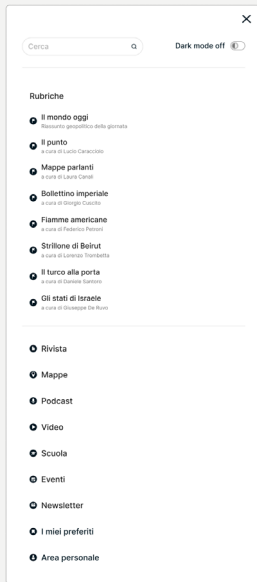 Cerca
Dark mode off
Rubriche
Il mondo oggi
Riassunto geopolitico della giornata
Il punto
a cura di Lucio Caracciolo
Mappe parlanti
a cura di Laura Canali
Bollettino imperiale
a cura di Giorgio Cuscito
Fiamme americane
a cura di Federico Petroni
Strillone di Beirut
a cura di Lorenzo Trombetta
Il turco alla porta
a cura di Daniele Santoro
Gli stati di Israele
a cura di Giuseppe De Ruvo
Rivista
Mappe
Podcast
Video
Scuola
Eventi
Newsletter
I miei preferiti
Area personale